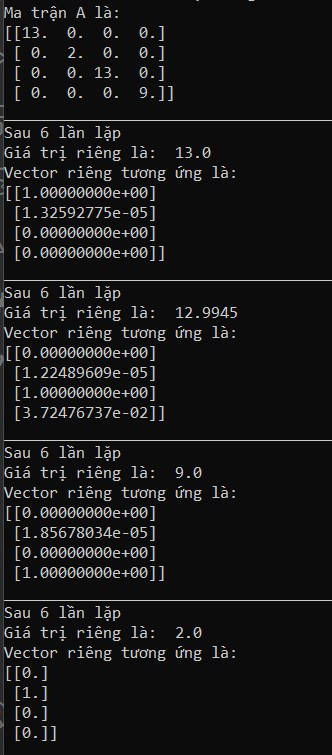 Ma trận A là:
[[13.  0.  0.  0.]
 [ 0.  2.  0.  0.]
 [ 0.  0. 13.  0.]
 [ 0.  0.  0.  9.]]
Sau 6 lần lặp
Giá trị riêng là:  13.0
Vector riêng tương ứng là:
[[1.00000000e+00]
 [1.32592775e-05]
 [0.00000000e+00]
 [0.00000000e+00]]
Sau 6 lần lặp
Giá trị riêng là:  12.9945
Vector riêng tương ứng là:
[[0.00000000e+00]
 [1.22489609e-05]
 [1.00000000e+00]
 [3.72476737e-02]]
Sau 6 lần lặp
Giá trị riêng là:  9.0
Vector riêng tương ứng là:
[[0.00000000e+00]
 [1.85678034e-05]
 [0.00000000e+00]
 [1.00000000e+00]]
Sau 6 lần lặp
Giá trị riêng là:  2.0
Vector riêng tương ứng là:
[[0.]
 [1.]
 [0.]
 [0.]]